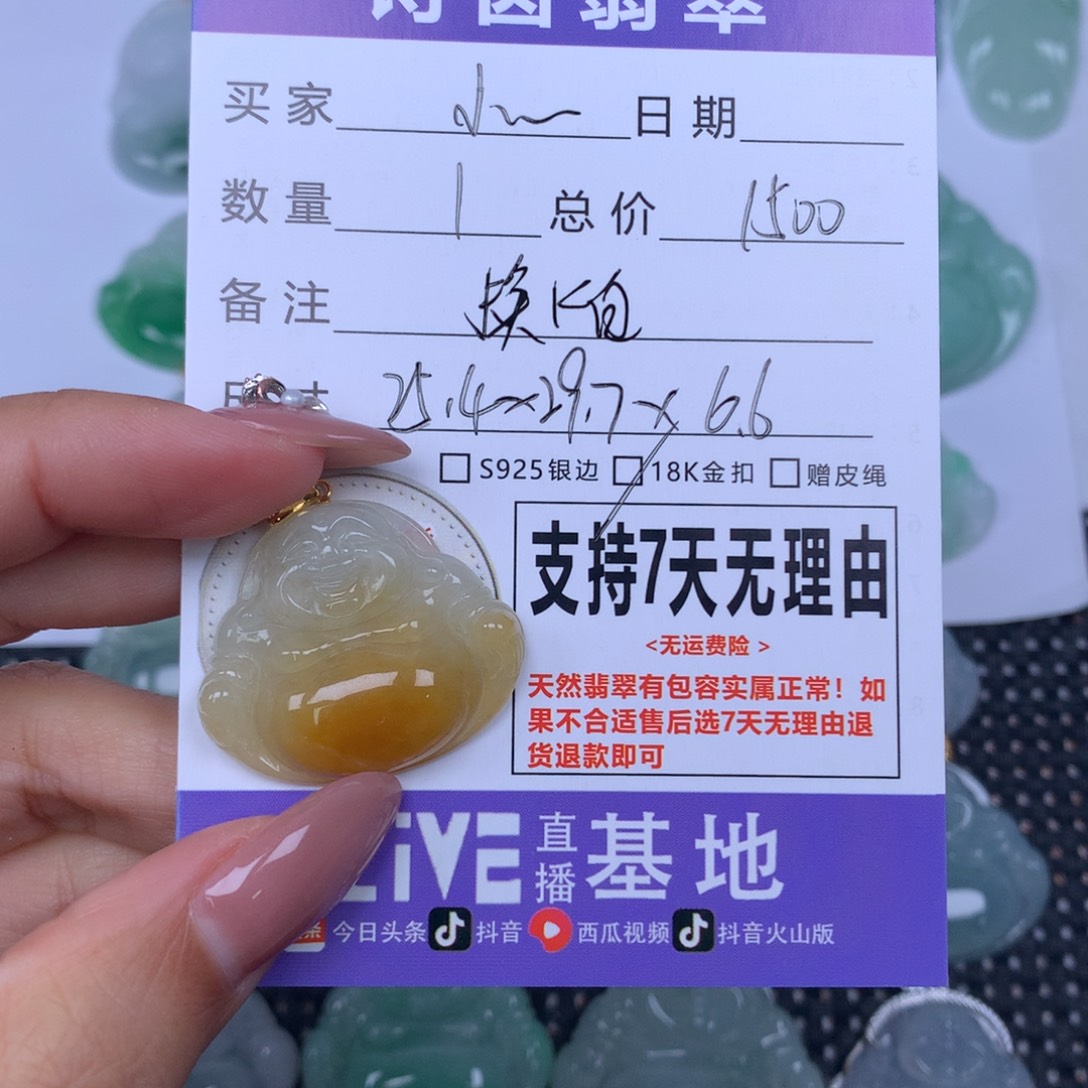 翡翠
买家 日期
数量 1 总价 1500
备注 换K白
25.4×29.7×6.6
□S925银边 □18K金扣 □赠皮绳
支持7天无理由
<无运费险 >
天然翡翠有包容实属正常！如
果不合适售后选7天无理由退
货退款即可
LIVE 直播 基地
今日头条 抖音 西瓜视频 抖音火山版